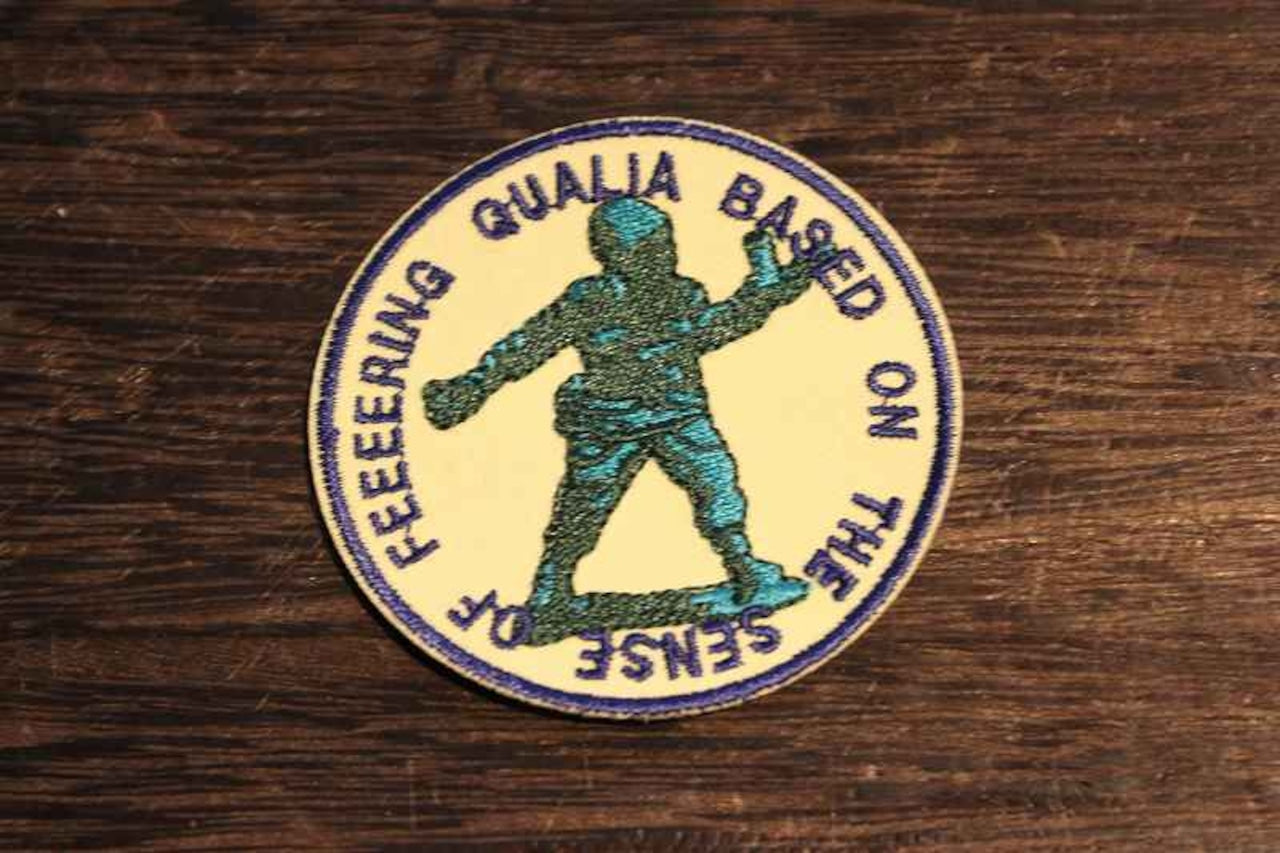 QUALIA BASED ON THE SENSE OF FEEEERING